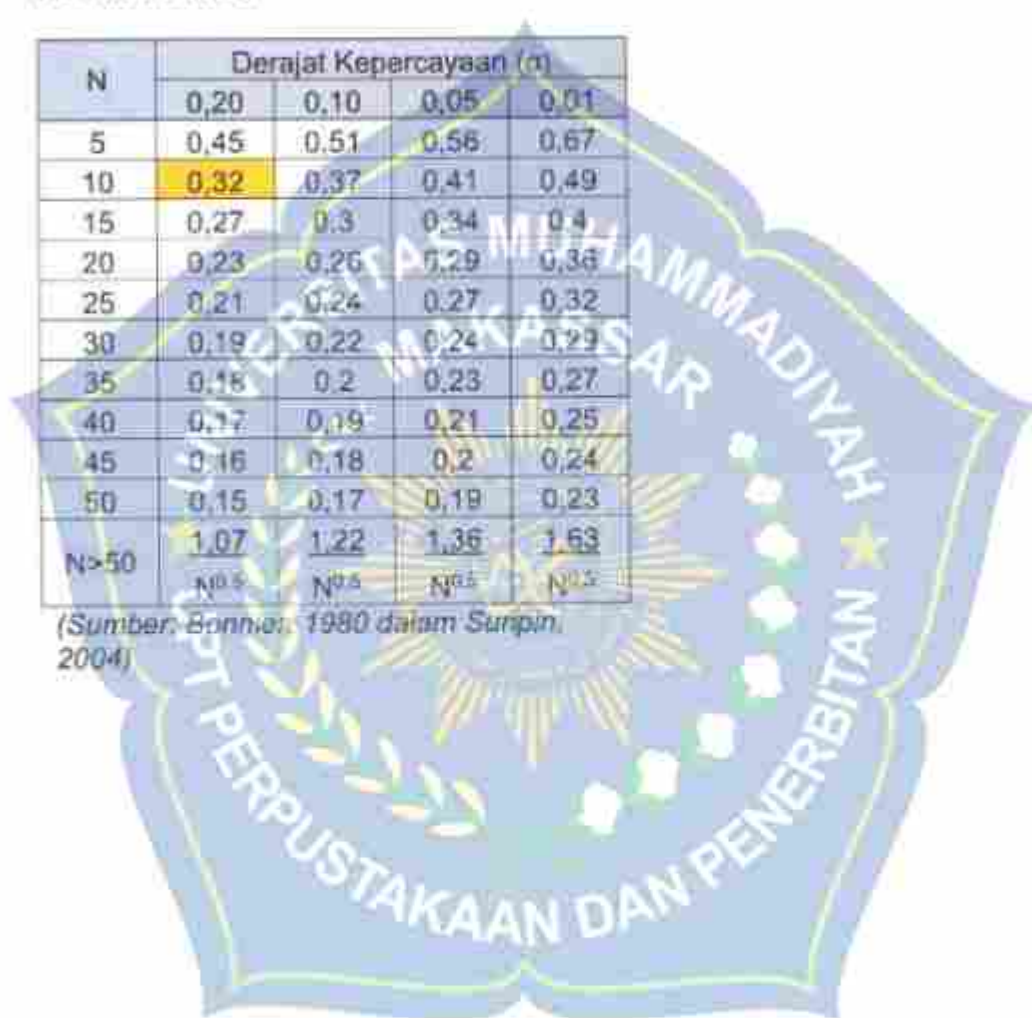 N Derajat Kepercayaan (α)
0,20 0,10 0,05 0,01
5 0,45 0.51 0.56 0,67
10 0,32 0,37 0,41 0,49
15 0,27 0.3 0,34 0,4
20 0,23 0,26 0,29 0,36
25 0,21 0,24 0,27 0,32
30 0,19 0,22 0,24 0,29
35 0,18 0,2 0,23 0,27
40 0,17 0,19 0,21 0,25
45 0,16 0,18 0,2 0,24
50 0,15 0,17 0,19 0,23
N>50 1,07 1,22 1,36 1,63
N0.5 N0.5 N0.5 N0.5
(Sumber: Bonnier, 1980 dalam Suripin,
2004)
UNIVERSITAS MUHAMMADIYAH
MAKASSAR
UPT PERPUSTAKAAN DAN PENERBITAN